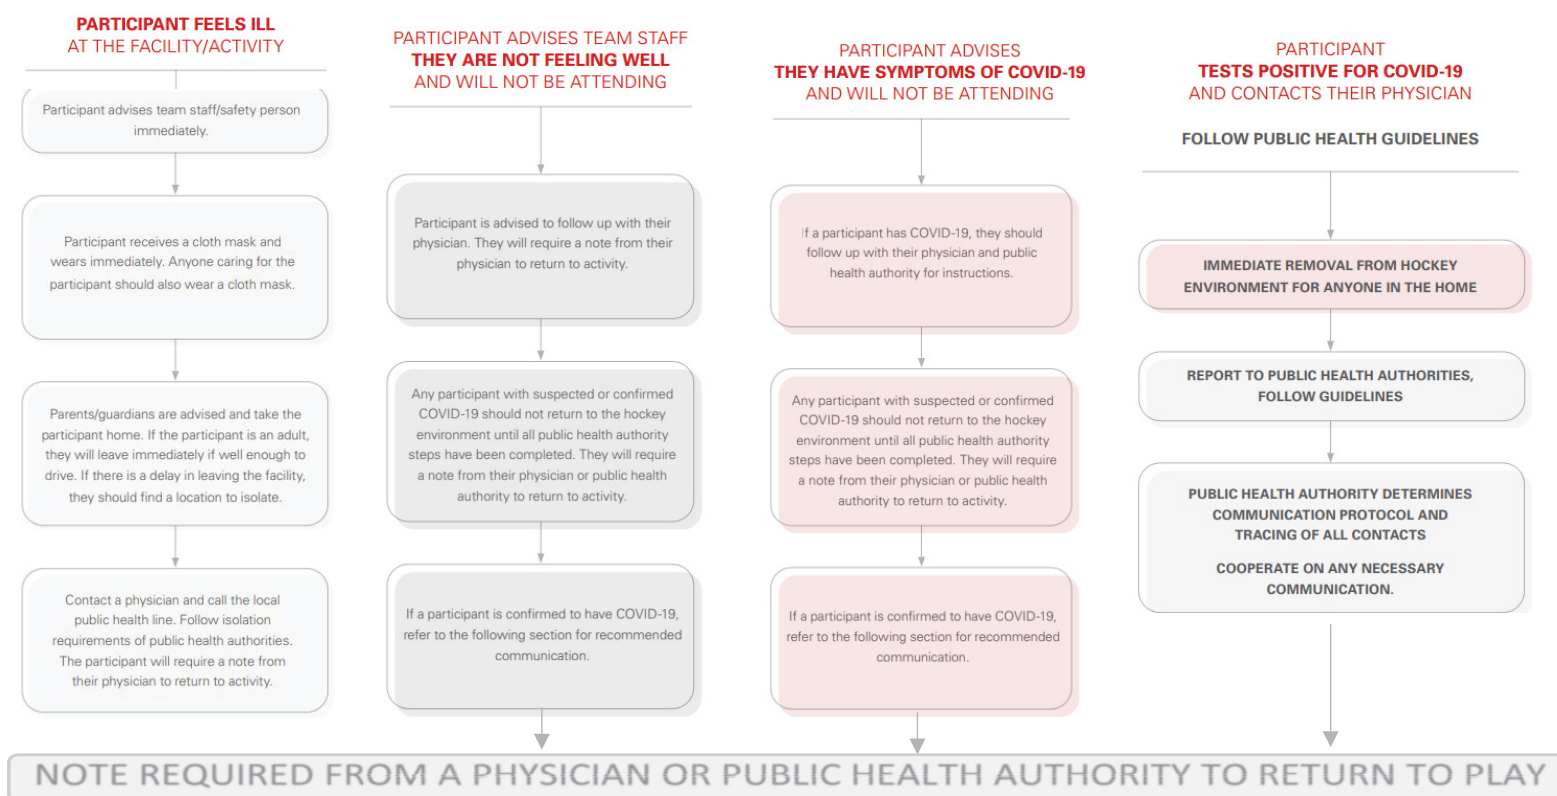 PARTICIPANT FEELS ILL
AT THE FACILITY/ACTIVITY
Participant advises team staff/safety person
immediately.
Participant receives a cloth mask and
wears immediately. Anyone caring for the
participant should also wear a cloth mask.
Parents/guardians are advised and take the
participant home. If the participant is an adult,
they will leave immediately if well enough to
drive. If there is a delay in leaving the facility,
they should find a location to isolate.
Contact a physician and call the local
public health line. Follow isolation
requirements of public health authorities.
The participant will require a note from
their physician to return to activity.
PARTICIPANT ADVISES TEAM STAFF
THEY ARE NOT FEELING WELL
AND WILL NOT BE ATTENDING
Participant is advised to follow up with their
physician. They will require a note from their
physician to return to activity.
Any participant with suspected or confirmed
COVID-19 should not return to the hockey
environment until all public health authority
steps have been completed. They will require
a note from their physician or public health
authority to return to activity.
If a participant is confirmed to have COVID-19,
refer to the following section for recommended
communication.
PARTICIPANT ADVISES
THEY HAVE SYMPTOMS OF COVID-19
AND WILL NOT BE ATTENDING
If a participant has COVID-19, they should
follow up with their physician and public
health authority for instructions.
Any participant with suspected or confirmed
COVID-19 should not return to the hockey
environment until all public health authority
steps have been completed. They will require
a note from their physician or public health
authority to return to activity.
If a participant is confirmed to have COVID-19,
refer to the following section for recommended
communication.
PARTICIPANT
TESTS POSITIVE FOR COVID-19
AND CONTACTS THEIR PHYSICIAN
FOLLOW PUBLIC HEALTH GUIDELINES
IMMEDIATE REMOVAL FROM HOCKEY
ENVIRONMENT FOR ANYONE IN THE HOME
REPORT TO PUBLIC HEALTH AUTHORITIES,
FOLLOW GUIDELINES
PUBLIC HEALTH AUTHORITY DETERMINES
COMMUNICATION PROTOCOL AND
TRACING OF ALL CONTACTS
COOPERATE ON ANY NECESSARY
COMMUNICATION.
NOTE REQUIRED FROM A PHYSICIAN OR PUBLIC HEALTH AUTHORITY TO RETURN TO PLAY